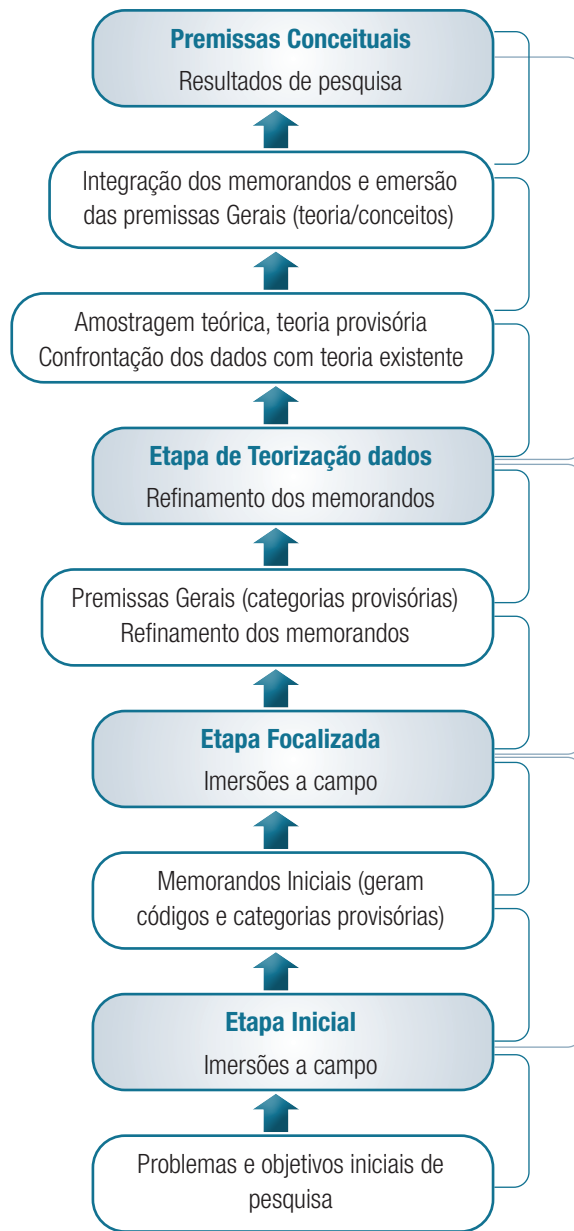 Premissas Conceituais
Resultados de pesquisa
Integração dos memorandos e emersão
das premissas Gerais (teoria/conceitos)
Amostragem teórica, teoria provisória
Confrontação dos dados com teoria existente
Etapa de Teorização dados
Refinamento dos memorandos
Premissas Gerais (categorias provisórias)
Refinamento dos memorandos
Etapa Focalizada
Imersões a campo
Memorandos Iniciais (geram
códigos e categorias provisórias)
Etapa Inicial
Imersões a campo
Problemas e objetivos iniciais de
pesquisa